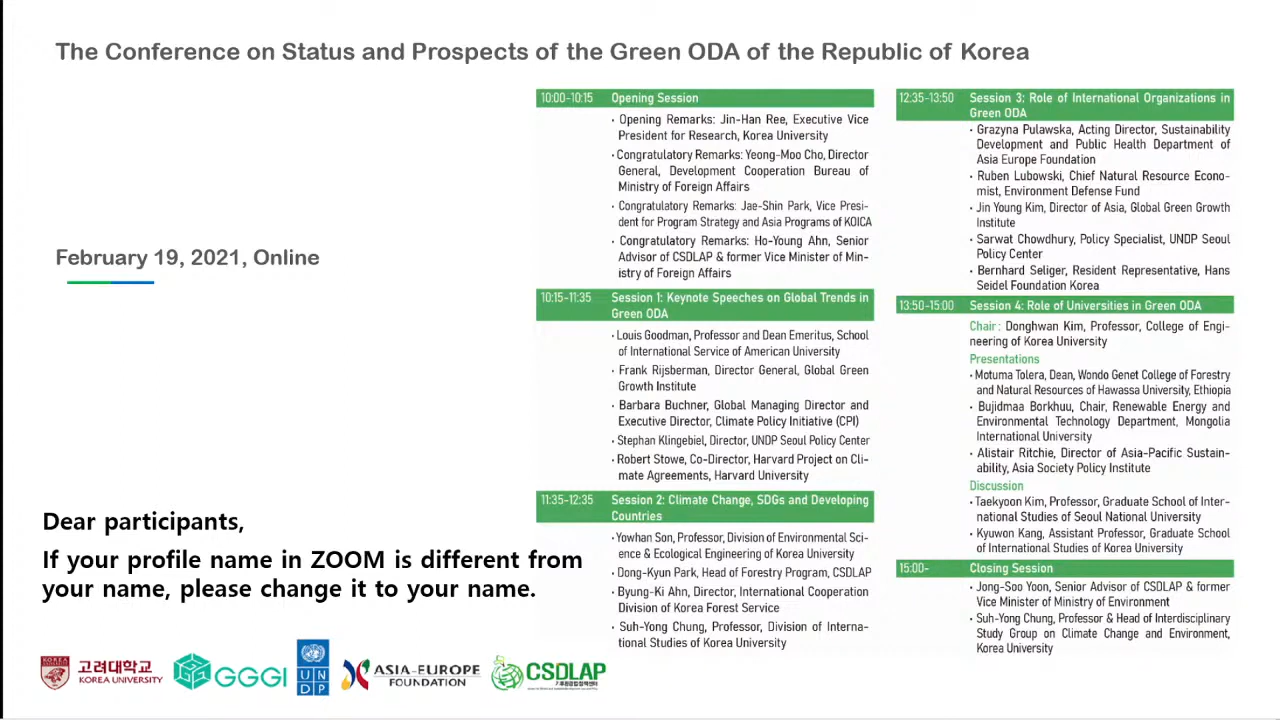 The Conference on Status and Prospects of the Green ODA of the Republic of Korea
February 19, 2021, Online
10:00-10:15 Opening Session
· Opening Remarks: Jin-Han Ree, Executive Vice
President for Research, Korea University
· Congratulatory Remarks: Yeong-Moo Cho, Director
General, Development Cooperation Bureau of
Ministry of Foreign Affairs
· Congratulatory Remarks: Jae-Shin Park, Vice Presi-
dent for Program Strategy and Asia Programs of KOICA
· Congratulatory Remarks: Ho-Young Ahn, Senior
Advisor of CSDLAP & former Vice Minister of Min-
istry of Foreign Affairs
10:15-11:35 Session 1: Keynote Speeches on Global Trends in
Green ODA
· Louis Goodman, Professor and Dean Emeritus, School
of International Service of American University
· Frank Rijsberman, Director General, Global Green
Growth Institute
· Barbara Buchner, Global Managing Director and
Executive Director, Climate Policy Initiative (CPI)
· Stephan Klingebiel, Director, UNDP Seoul Policy Center
· Robert Stowe, Co-Director, Harvard Project on Cli-
mate Agreements, Harvard University
11:35-12:35 Session 2: Climate Change, SDGs and Developing
Countries
· Yowhan Son, Professor, Division of Environmental Sci-
ence & Ecological Engineering of Korea University
· Dong-Kyun Park, Head of Forestry Program, CSDLAP
· Byung-Ki Ahn, Director, International Cooperation
Division of Korea Forest Service
· Suh-Yong Chung, Professor, Division of Interna-
tional Studies of Korea University
12:35-13:50 Session 3: Role of International Organizations in
Green ODA
· Grazyna Pulawska, Acting Director, Sustainability
Development and Public Health Department of
Asia Europe Foundation
· Ruben Lubowski, Chief Natural Resource Econo-
mist, Environment Defense Fund
· Jin Young Kim, Director of Asia, Global Green Growth
Institute
· Sarwat Chowdhury, Policy Specialist, UNDP Seoul
Policy Center
· Bernhard Seliger, Resident Representative, Hans
Seidel Foundation Korea
13:50-15:00 Session 4: Role of Universities in Green ODA
Chair: Donghwan Kim, Professor, College of Engi-
neering of Korea University
Presentations
· Motuma Tolera, Dean, Wondo Genet College of Forestry
and Natural Resources of Hawassa University, Ethiopia
· Bujidmaa Borkhuu, Chair, Renewable Energy and
Environmental Technology Department, Mongolia
International University
· Alistair Ritchie, Director of Asia-Pacific Sustain-
ability, Asia Society Policy Institute
Discussion
· Taekyoon Kim, Professor, Graduate School of Inter-
national Studies of Seoul National University
· Kyuwon Kang, Assistant Professor, Graduate School
of International Studies of Korea University
15:00- Closing Session
· Jong-Soo Yoon, Senior Advisor of CSDLAP & former
Vice Minister of Ministry of Environment
· Suh-Yong Chung, Professor & Head of Interdisciplinary
Study Group on Climate Change and Environment,
Korea University
Dear participants,
If your profile name in ZOOM is different from
your name, please change it to your name.
고려대학교
KOREA UNIVERSITY
GGGI
UN
DP
ASIA-EUROPE
FOUNDATION
CSDLAP